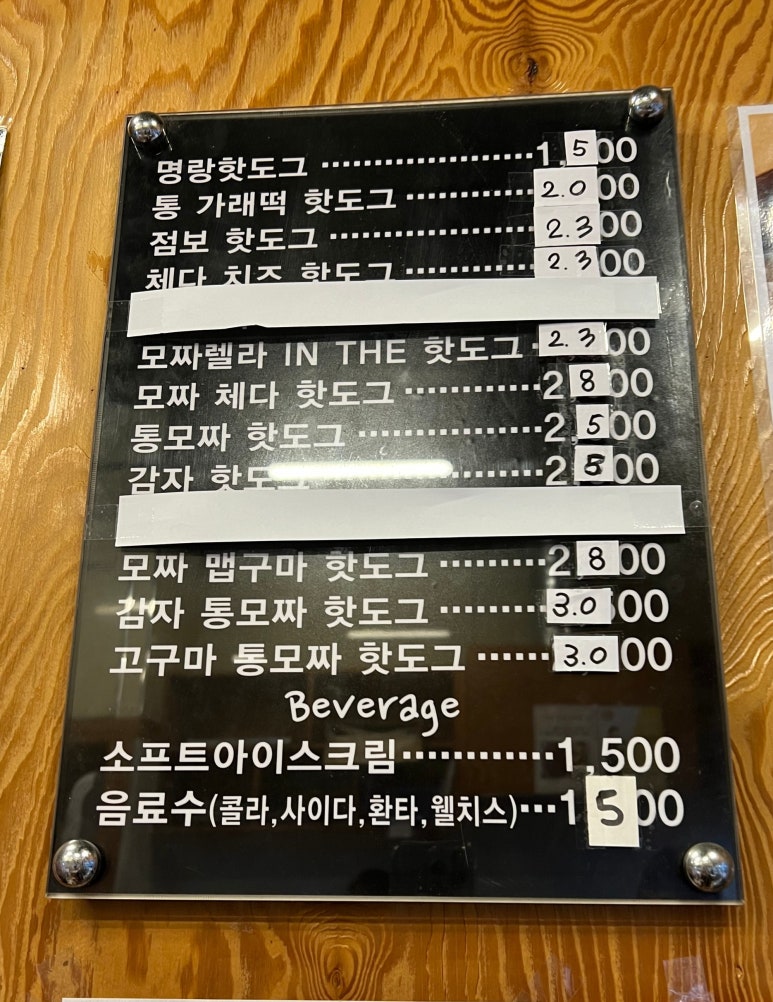 명랑핫도그 ·····················1,500
통 가래떡 핫도그 ·············2.000
점보 핫도그 ····················2.300
체다 치즈 핫도그 ·············2.300
모짜렐라 IN THE 핫도그 ·2.300
모짜 체다 핫도그 ·············2800
통모짜 핫도그 ·················2,500
감자 핫도그 2800
모짜 맵구마 핫도그 ··········2800
감자 통모짜 핫도그 ··········3.000
고구마 통모짜 핫도그 ······3.000
Beverage
소프트아이스크림············1,500
음료수(콜라,사이다,환타,웰치스)···1500